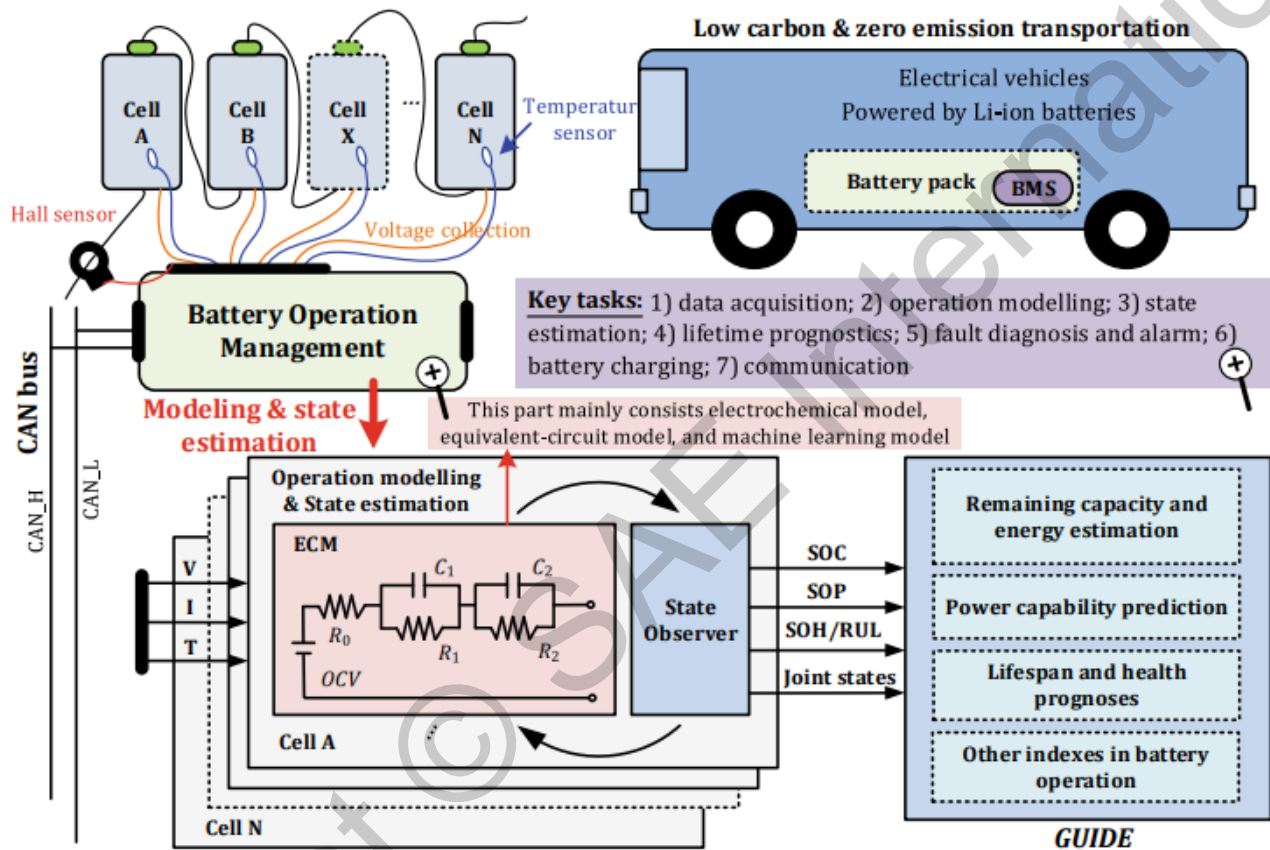 Low carbon & zero emission transportation
Electrical vehicles
Powered by Li-ion batteries
Battery pack
BMS
Cell
A
Cell
B
Cell
X
...
Cell
N
Temperatur
sensor
Hall sensor
Voltage collection
Battery Operation
Management
Key tasks: 1) data acquisition; 2) operation modelling; 3) state
estimation; 4) lifetime prognostics; 5) fault diagnosis and alarm; 6)
battery charging; 7) communication
CAN bus
CAN_H
CAN_L
Modeling & state
estimation
This part mainly consists electrochemical model,
equivalent-circuit model, and machine learning model
Operation modelling
& State estimation
ECM
C1
C2
R0
R1
R2
OCV
...
Cell A
Cell N
V
I
T
State
Observer
SOC
SOP
SOH/RUL
Joint states
Remaining capacity and
energy estimation
Power capability prediction
Lifespan and health
prognoses
Other indexes in battery
operation
GUIDE
t © SAE Internatio